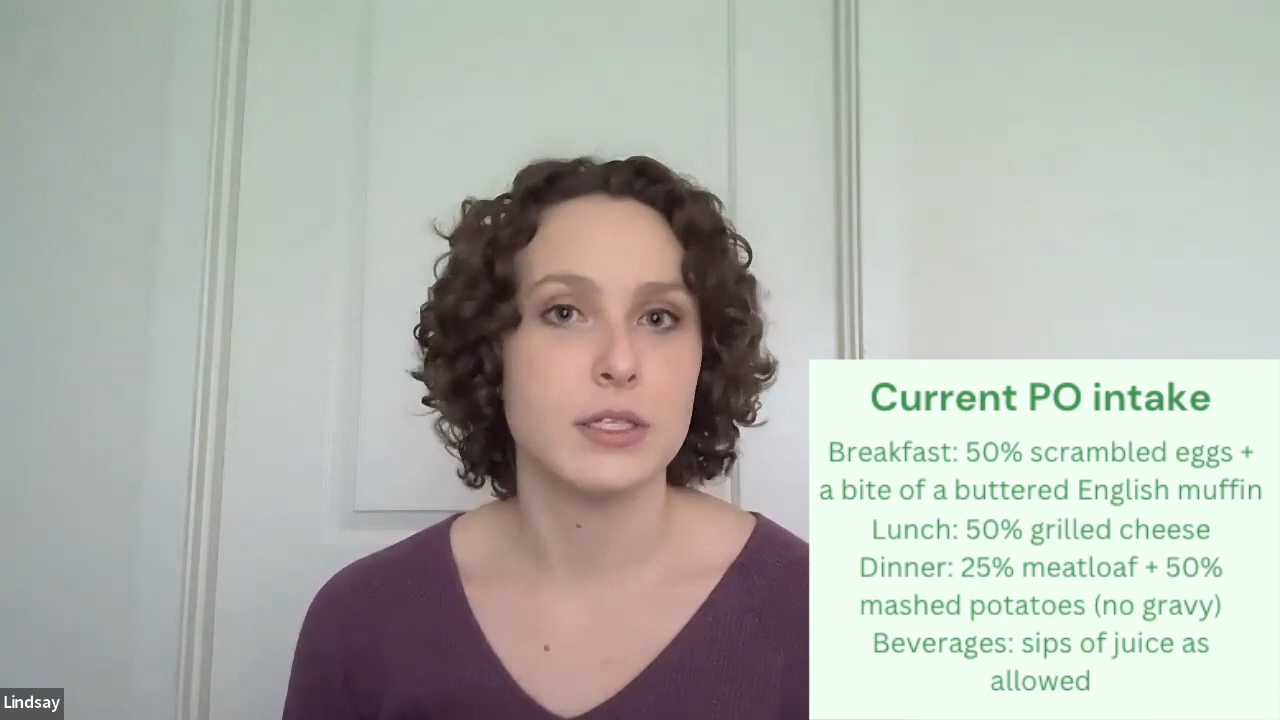 Current PO intake
Breakfast: 50% scrambled eggs +
a bite of a buttered English muffin
Lunch: 50% grilled cheese
Dinner: 25% meatloaf + 50%
mashed potatoes (no gravy)
Beverages: sips of juice as
allowed
Lindsay